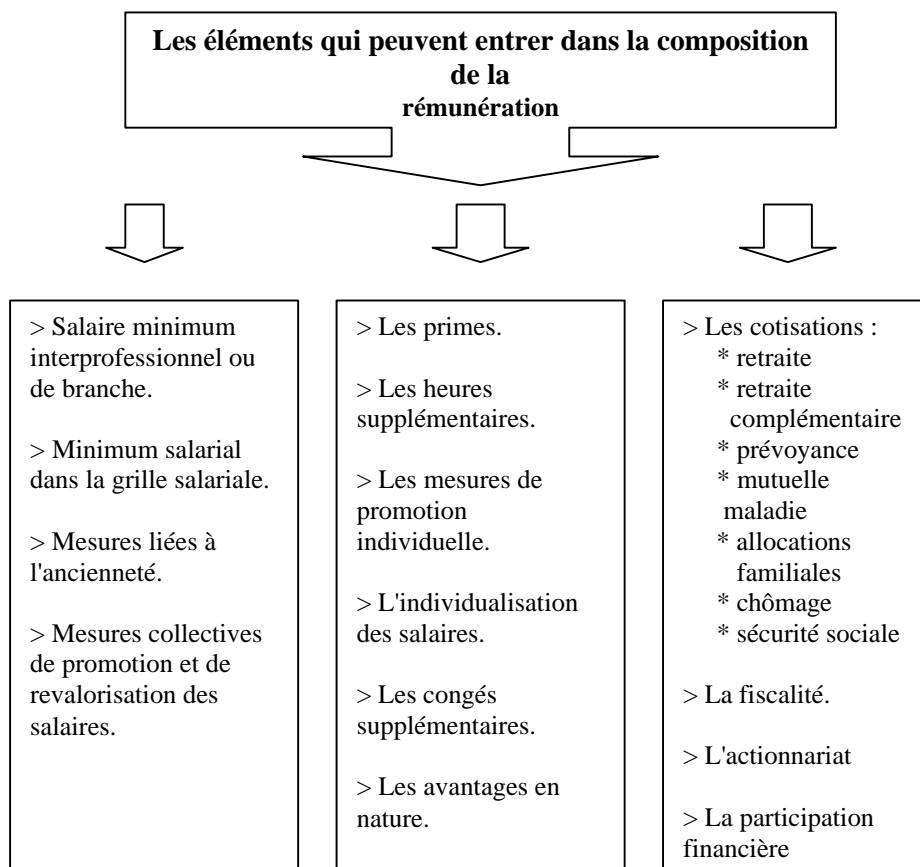 Les éléments qui peuvent entrer dans la composition
de la
rémunération
> Salaire minimum
interprofessionnel ou
de branche.
> Minimum salarial
dans la grille salariale.
> Mesures liées à
l'ancienneté.
> Mesures collectives
de promotion et de
revalorisation des
salaires.
> Les primes.
> Les heures
supplémentaires.
> Les mesures de
promotion
individuelle.
> L'individualisation
des salaires.
> Les congés
supplémentaires.
> Les avantages en
nature.
> Les cotisations :
* retraite
* retraite
complémentaire
* prévoyance
* mutuelle
maladie
* allocations
familiales
* chômage
* sécurité sociale
> La fiscalité.
> L'actionnariat
> La participation
financière